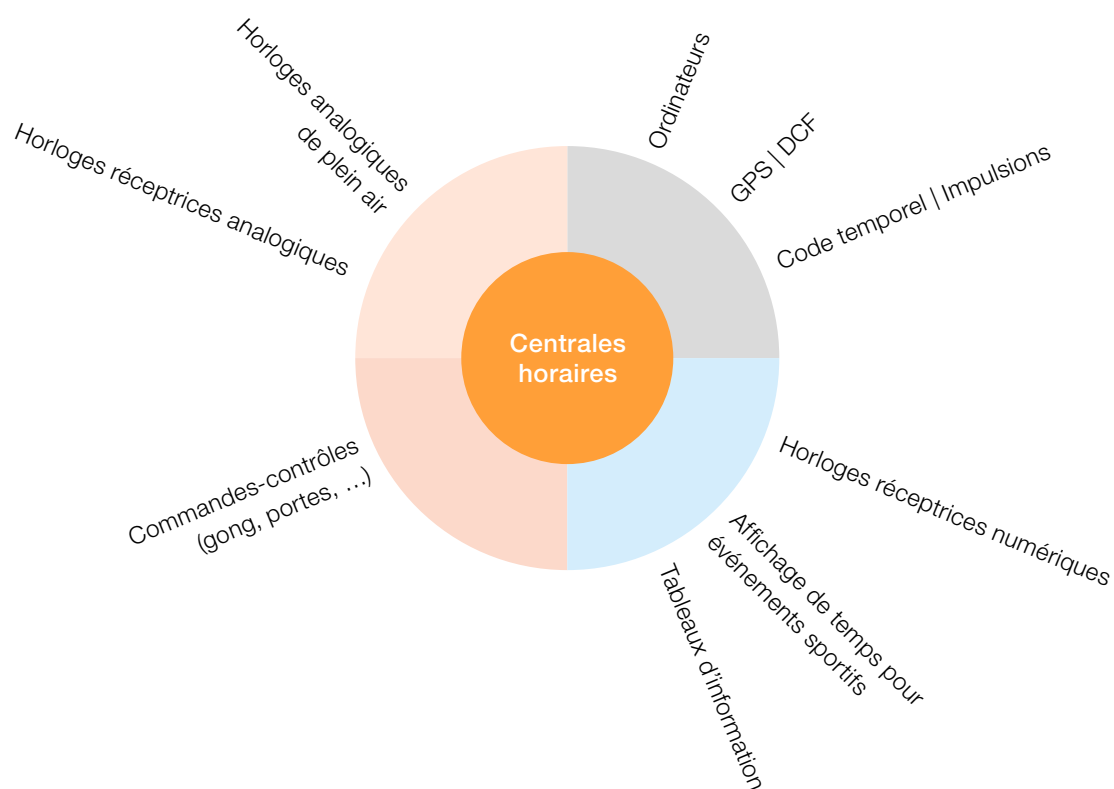 Horloges analogiques
de plein air
Horloges réceptrices analogiques
Ordinateurs
GPS | DCF
Code temporel | Impulsions
Centrales
horaires
Commandes-contrôles
(gong, portes, …)
Horloges réceptrices numériques
Affichage de temps pour
événements sportifs
Tableaux d'information